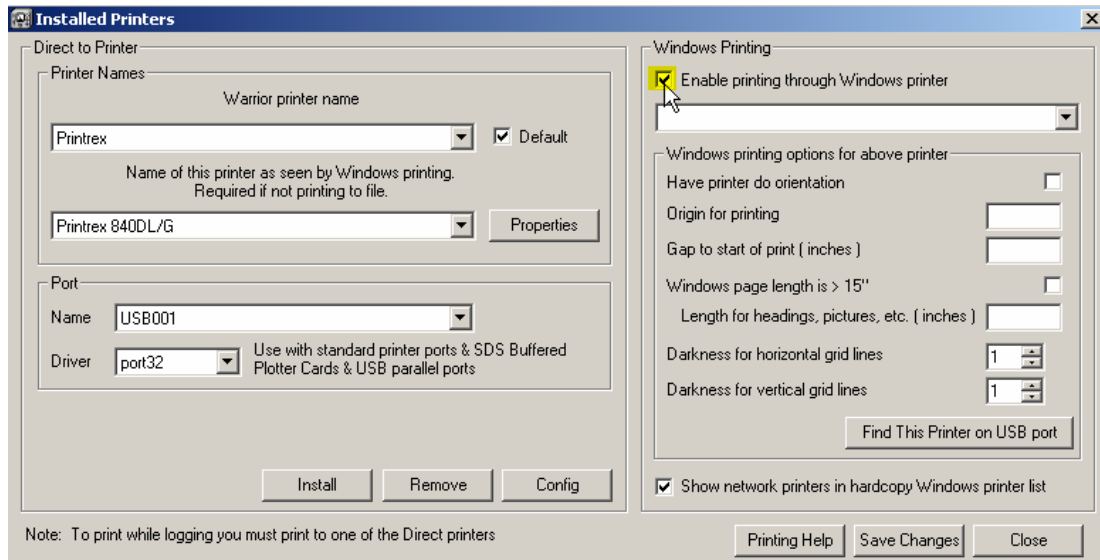 Installed Printers
Direct to Printer
Printer Names
Warrior printer name
Printrex
Default
Name of this printer as seen by Windows printing.
Required if not printing to file.
Printrex 840DL/G
Properties
Port
Name
USB001
Driver
port32
Use with standard printer ports & SDS Buffered
Plotter Cards & USB parallel ports
Install
Remove
Config
Note: To print while logging you must print to one of the Direct printers
Windows Printing
Enable printing through Windows printer
Windows printing options for above printer
Have printer do orientation
Origin for printing
Gap to start of print ( inches )
Windows page length is > 15"
Length for headings, pictures, etc. ( inches )
Darkness for horizontal grid lines
1
Darkness for vertical grid lines
1
Find This Printer on USB port
Show network printers in hardcopy Windows printer list
Printing Help
Save Changes
Close